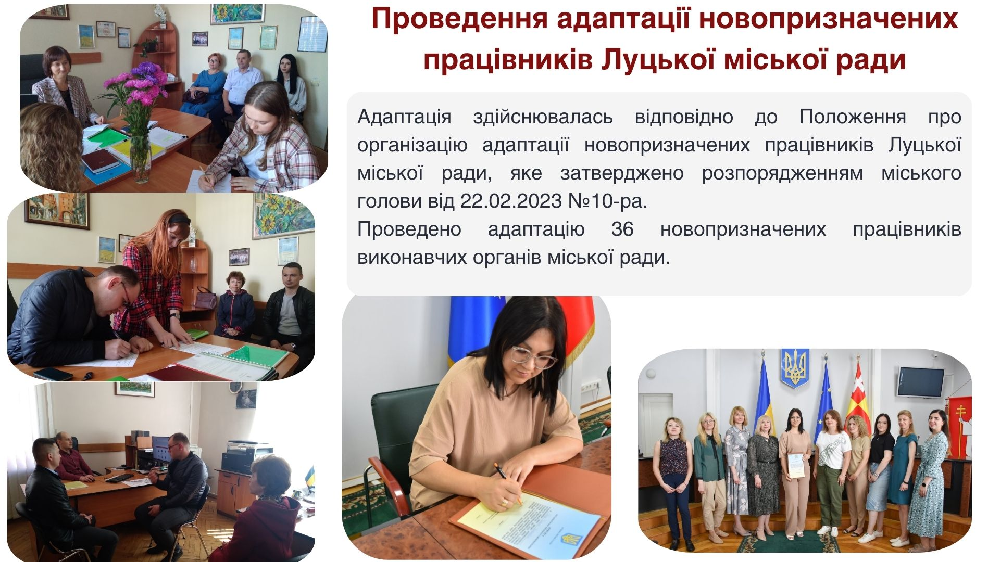 Проведення адаптації новопризначених
працівників Луцької міської ради
Адаптація здійснювалась відповідно до Положення про
організацію адаптації новопризначених працівників Луцької
міської ради, яке затверджено розпорядженням міського
голови від 22.02.2023 №10-ра.
Проведено адаптацію 36 новопризначених працівників
виконавчих органів міської ради.